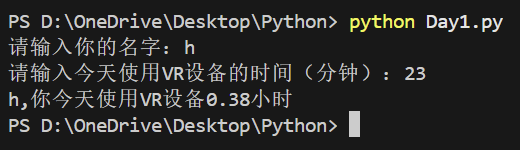 PS D:\OneDrive\Desktop\Python> python Day1.py
请输入你的名字：h
请输入今天使用VR设备的时间（分钟）：23
h,你今天使用VR设备0.38小时
PS D:\OneDrive\Desktop\Python>